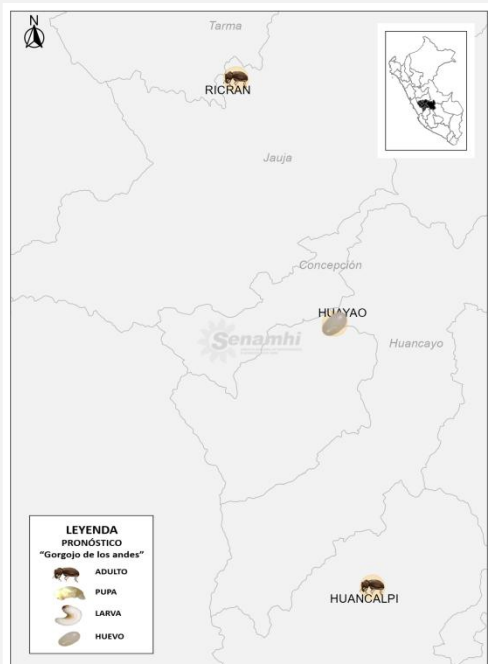 N
Tarma
RICRAN
Jauja
Concepción
HUAYAO
Senamhi
Huancayo
HUANCALPI
LEYENDA
PRONÓSTICO
"Gorgojo de los andes"
ADULTO
PUPA
LARVA
HUEVO